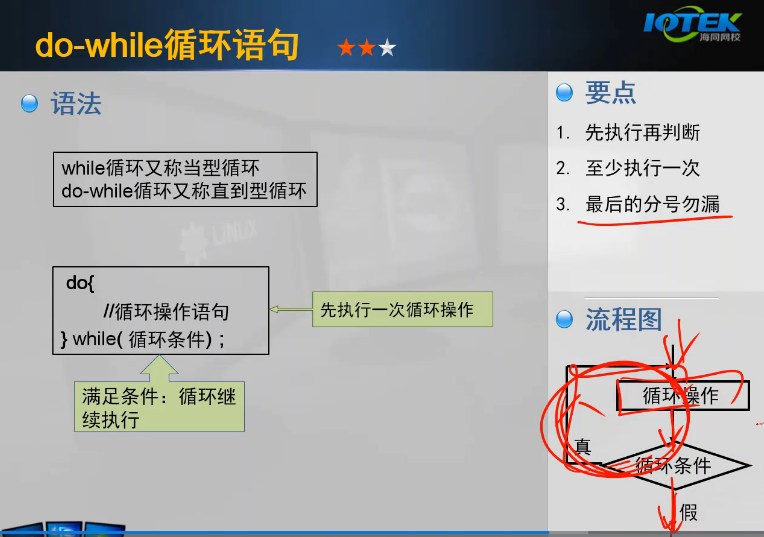 do-while循环语句
IOTEK
海同网校
语法
while循环又称当型循环
do-while循环又称直到型循环
do{
//循环操作语句
} while( 循环条件) ;
先执行一次循环操作
满足条件：循环继
续执行
要点
1. 先执行再判断
2. 至少执行一次
3. 最后的分号勿漏
流程图
循环操作
真
循环条件
假
LINUX